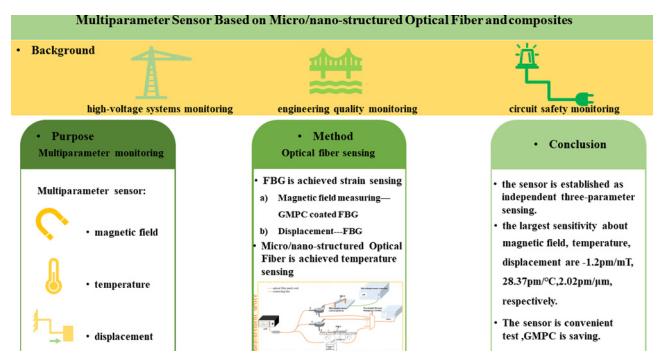 Multiparameter Sensor Based on Micro/nano-structured Optical Fiber and composites
• Background
high-voltage systems monitoring
engineering quality monitoring
circuit safety monitoring
• Purpose
Multiparameter monitoring
Multiparameter sensor:
• magnetic field
• temperature
• displacement
• Method
Optical fiber sensing
• FBG is achieved strain sensing
a) Magnetic field measuring—
GMPC coated FBG
b) Displacement---FBG
• Micro/nano-structured Optical
Fiber is achieved temperature
sensing
• Conclusion
• the sensor is established as
independent three-parameter
sensing.
• the largest sensitivity about
magnetic field, temperature,
displacement are -1.2pm/mT,
28.37pm/°C,2.02pm/μm,
respectively.
• The sensor is convenient
test ,GMPC is saving.